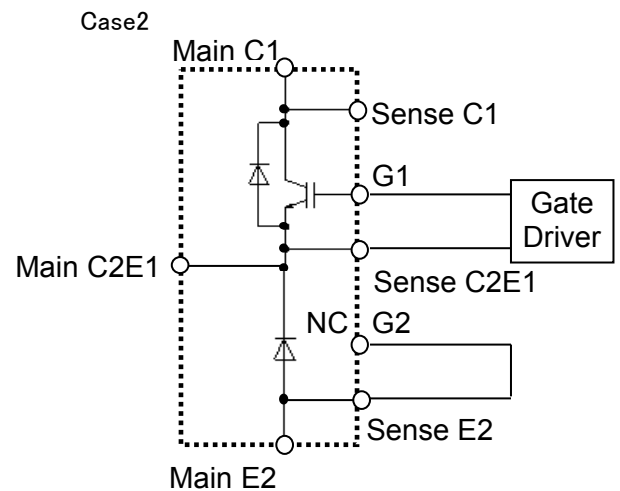 Case2
Main C1
Sense C1
G1
Gate
Driver
Main C2E1
Sense C2E1
NC G2
Sense E2
Main E2